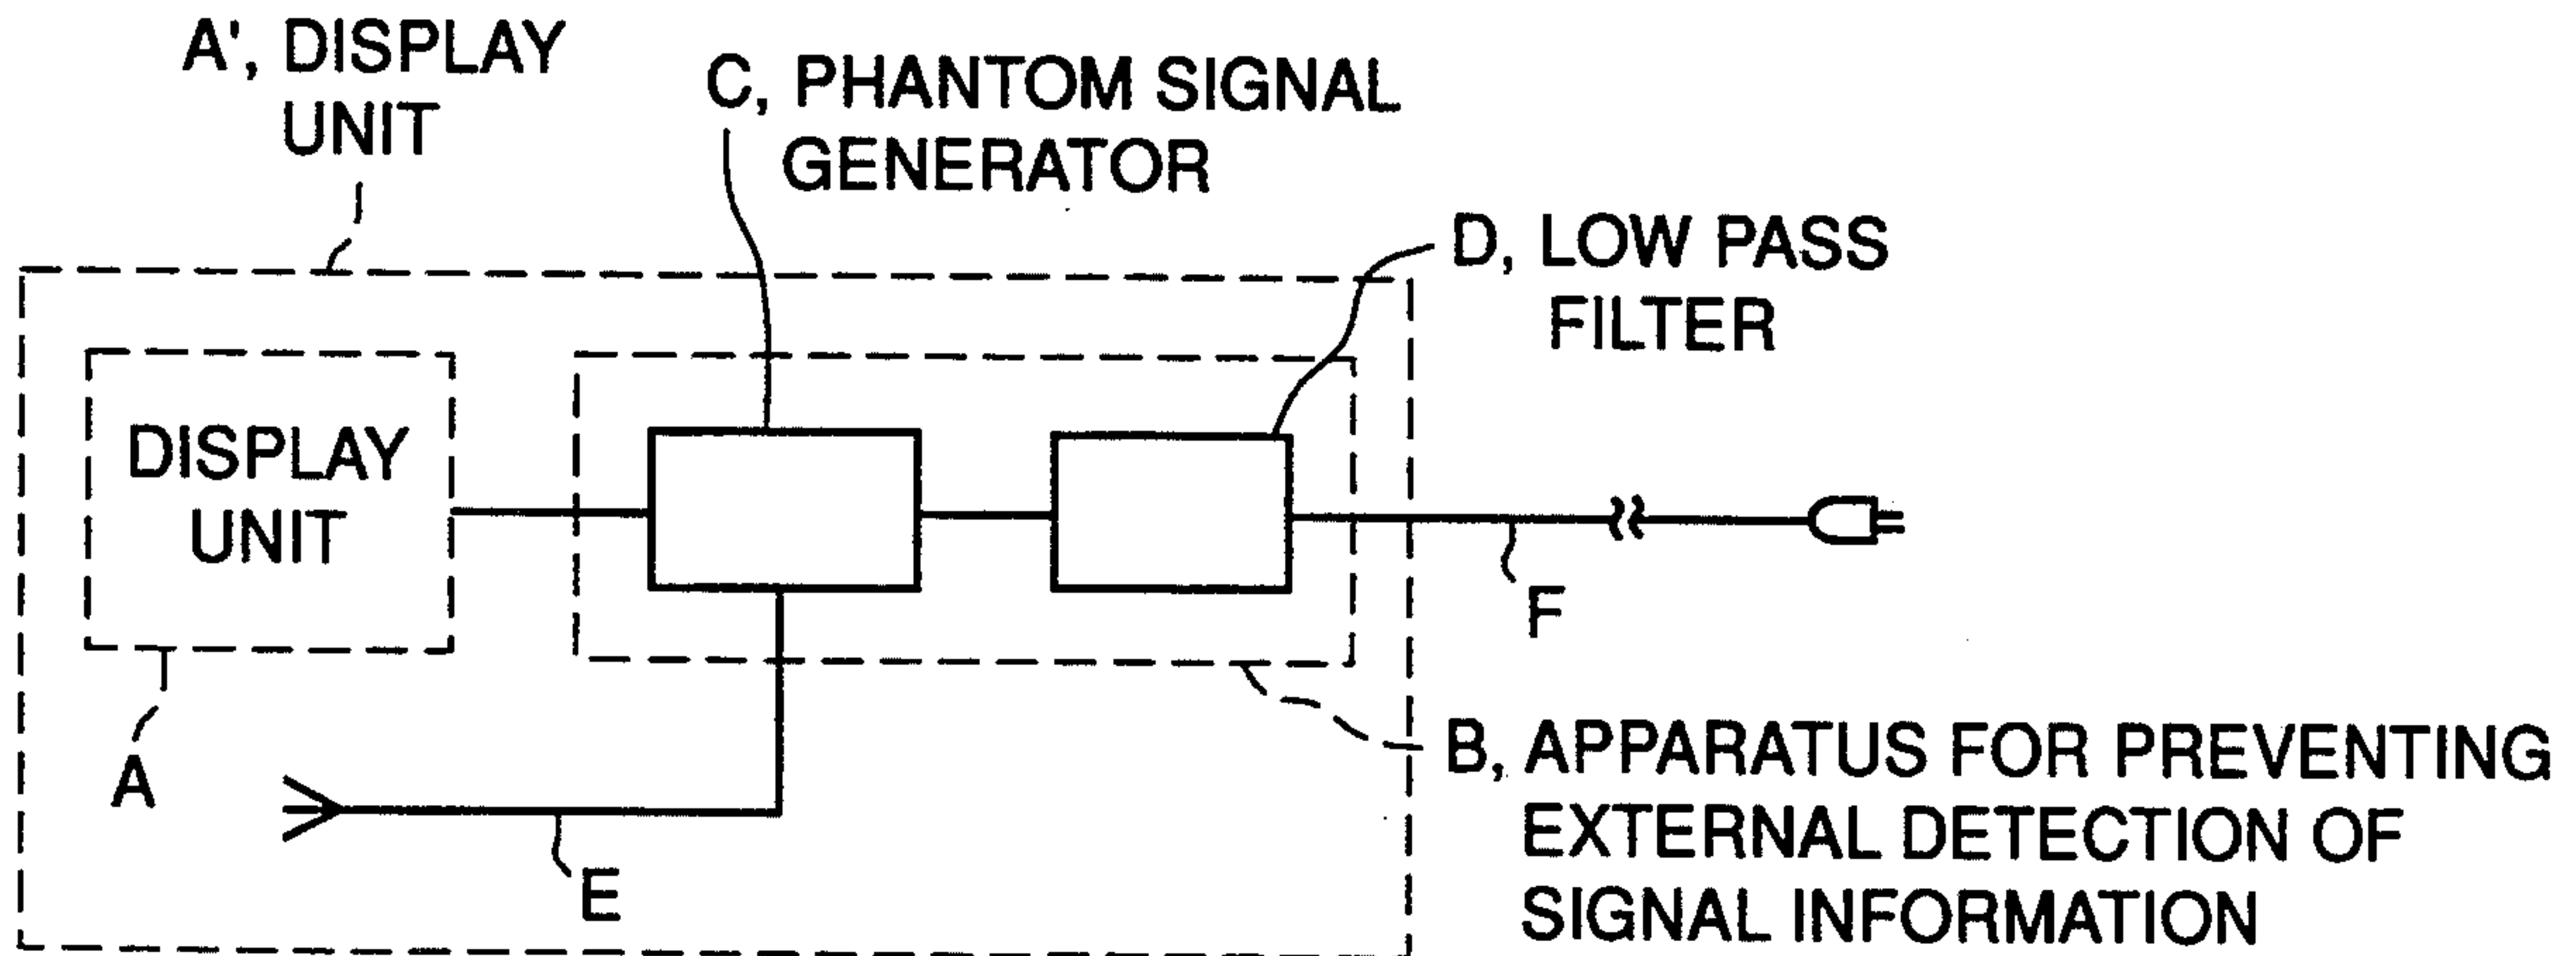 A', DISPLAY
UNIT
C, PHANTOM SIGNAL
GENERATOR
D, LOW PASS
FILTER
DISPLAY
UNIT
F
A
E
B, APPARATUS FOR PREVENTING
EXTERNAL DETECTION OF
SIGNAL INFORMATION